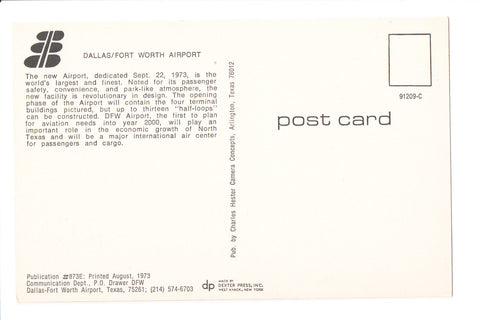 DALLAS/FORT WORTH AIRPORT
The new Airport, dedicated Sept. 22, 1973, is the
world's largest and finest. Noted for its passenger
safety, convenience, and park-like atmosphere, the
new facility is revolutionary in design. The opening
phase of the Airport will contain the four terminal
buildings pictured, but up to thirteen "half-loops"
can be constructed. DFW Airport, the first to plan
for aviation needs into year 2000, will play an
important role in the economic growth of North
Texas and will be a major international air center
for passengers and cargo.
Publication #873E: Printed August, 1973
Communication Dept., P.O. Drawer DFW
Dallas-Fort Worth Airport, Texas, 75261; (214) 574-6703
Pub. by Charles Hester Camera Concepts, Arlington, Texas 76012
dp
MADE BY
DEXTER PRESS, INC.
WEST NYACK, NEW YORK
91209-C
post card